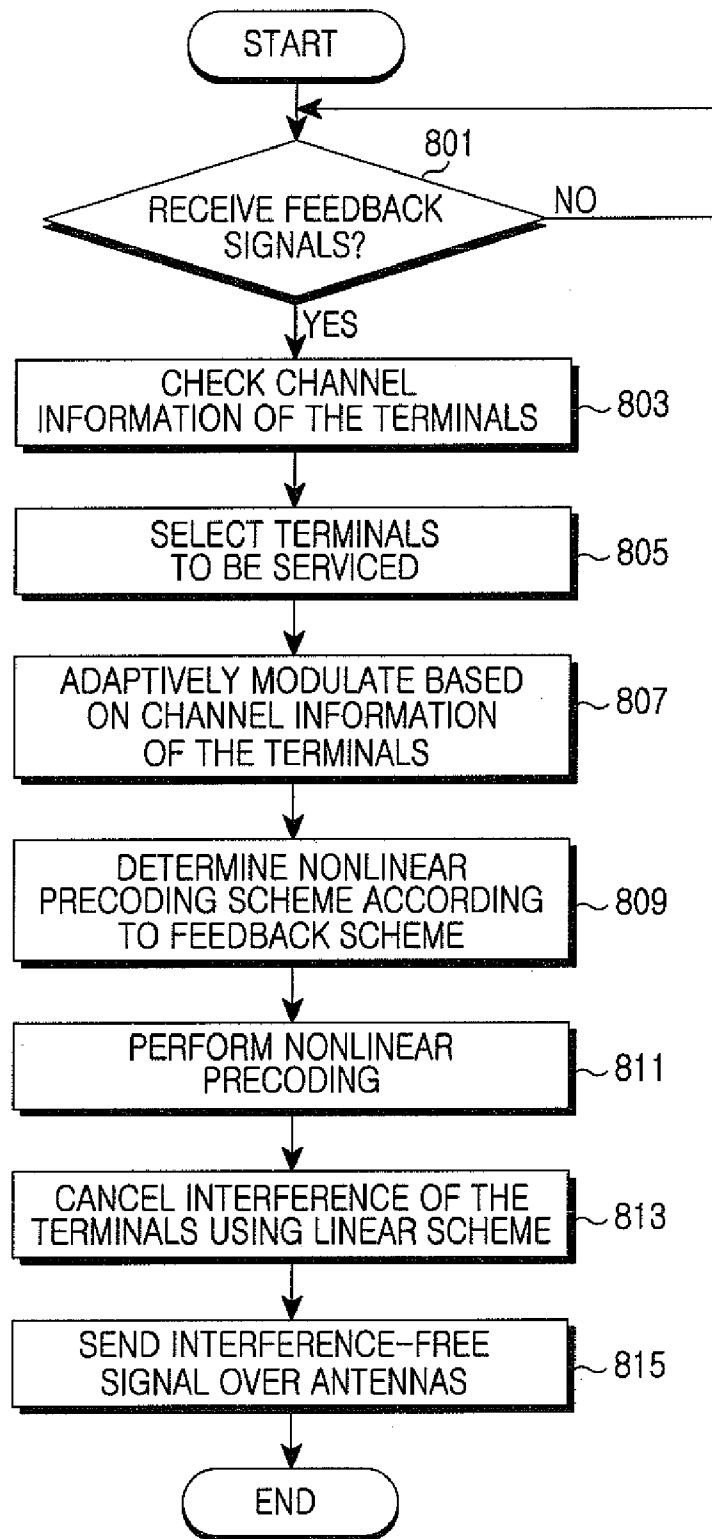 START
801
RECEIVE FEEDBACK
SIGNALS?
NO
YES
CHECK CHANNEL
INFORMATION OF THE TERMINALS
803
SELECT TERMINALS
TO BE SERVICED
805
ADAPTIVELY MODULATE BASED
ON CHANNEL INFORMATION
OF THE TERMINALS
807
DETERMINE NONLINEAR
PRECODING SCHEME ACCORDING
TO FEEDBACK SCHEME
809
PERFORM NONLINEAR
PRECODING
811
CANCEL INTERFERENCE OF THE
TERMINALS USING LINEAR SCHEME
813
SEND INTERFERENCE-FREE
SIGNAL OVER ANTENNAS
815
END